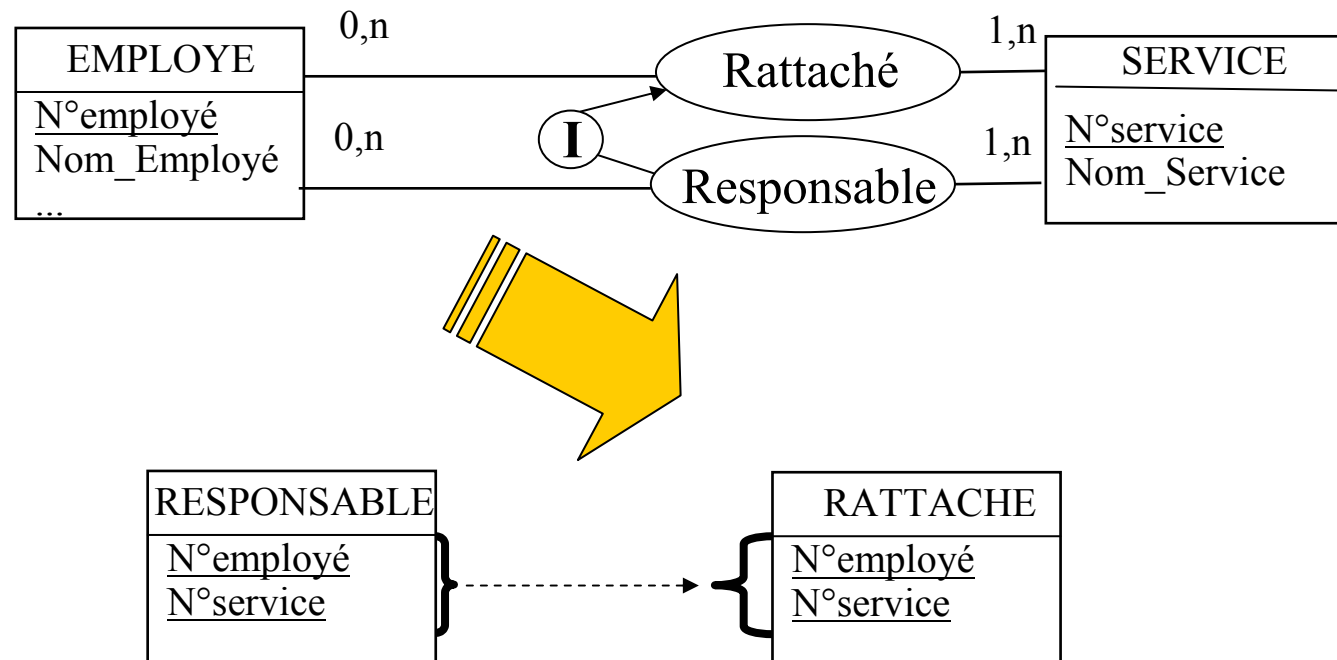 0,n
1,n
EMPLOYE
Rattaché
SERVICE
N°employé
Nom_Employé
...
0,n
I
1,n
N°service
Nom_Service
Responsable
RESPONSABLE
N°employé
N°service
RATTACHE
N°employé
N°service